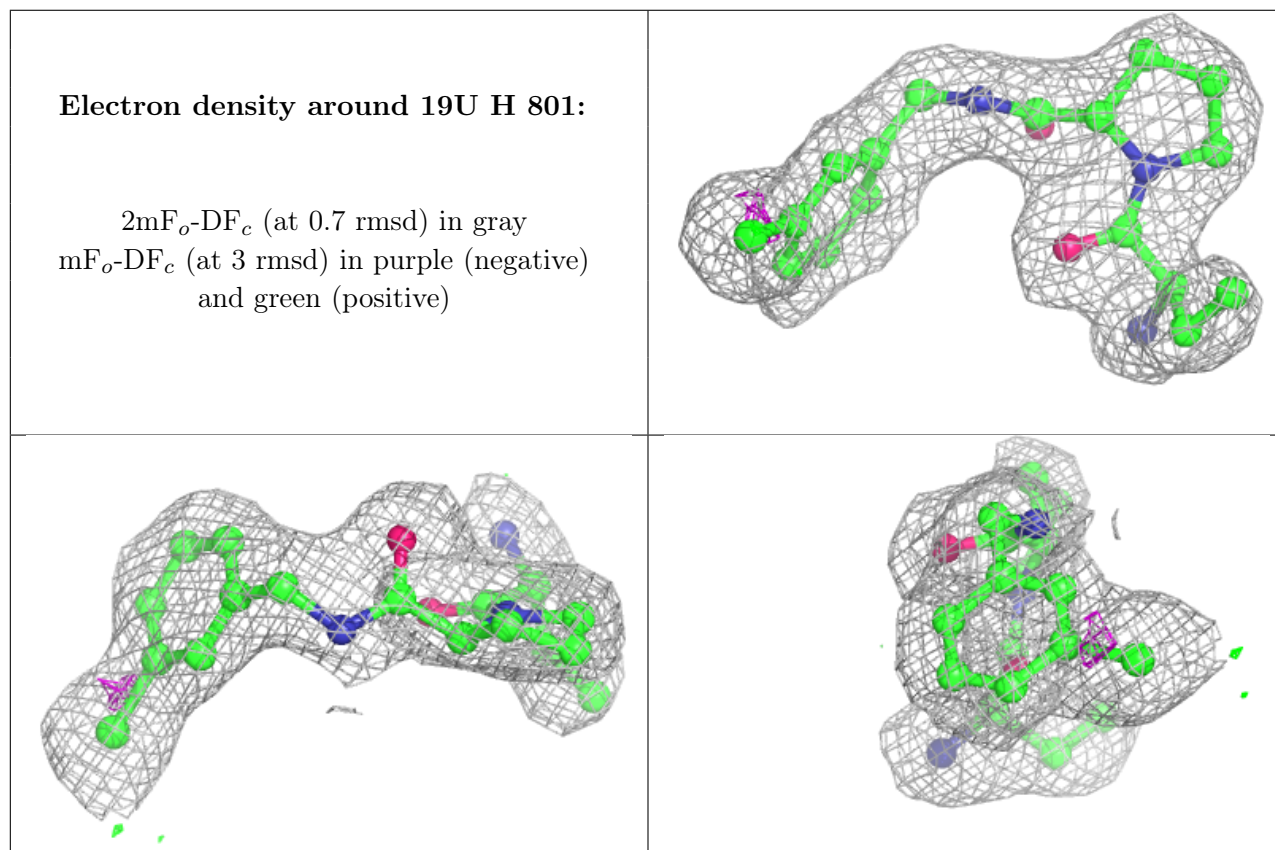 Electron density around 19U H 801:
2mFo-DFc (at 0.7 rmsd) in gray
mFo-DFc (at 3 rmsd) in purple (negative)
and green (positive)